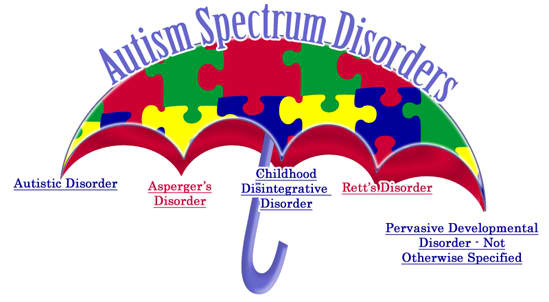 Autism Spectrum Disorders
Autistic Disorder
Asperger's
Disorder
Childhood
Disintegrative
Disorder
Rett's Disorder
Pervasive Developmental
Disorder - Not
Otherwise Specified